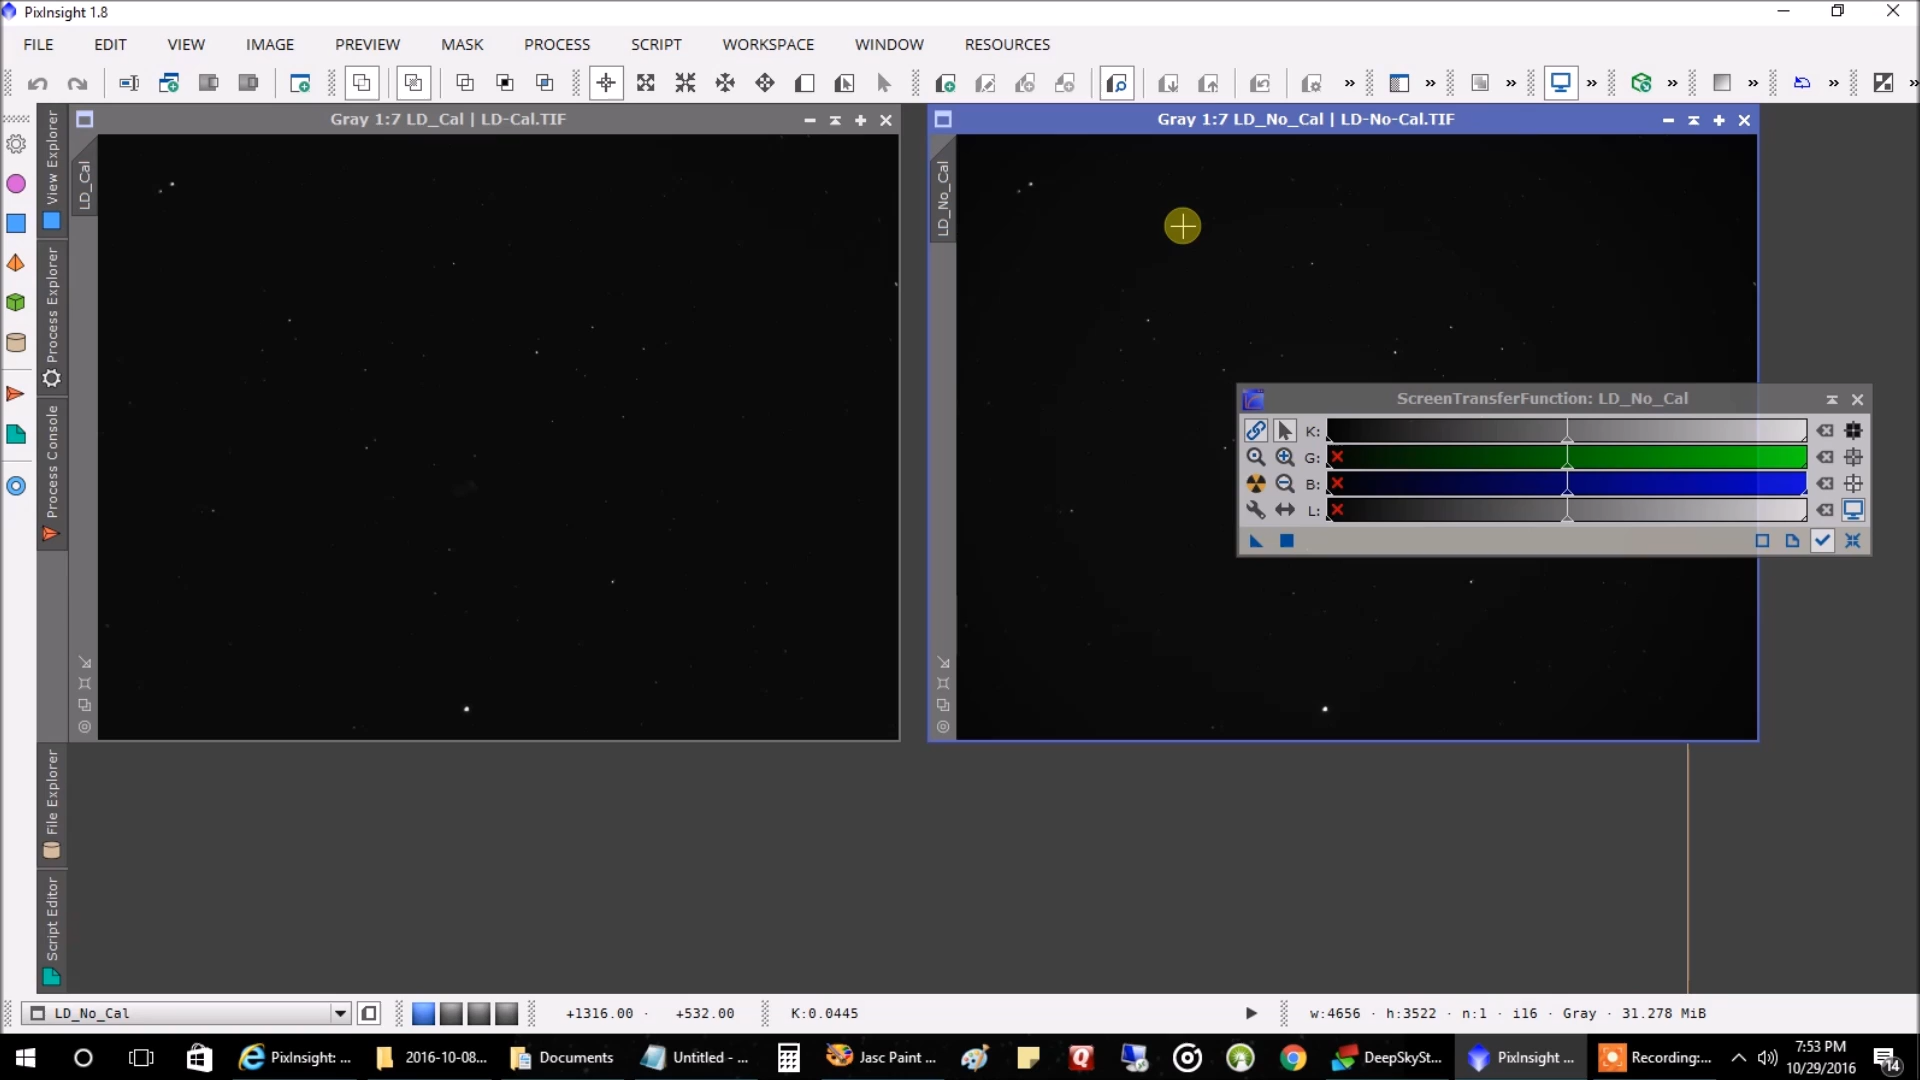 PixInsight 1.8
FILE EDIT VIEW IMAGE PREVIEW MASK PROCESS SCRIPT WORKSPACE WINDOW RESOURCES
Gray 1:7 LD_Cal | LD-Cal.TIF
Gray 1:7 LD_No_Cal | LD-No-Cal.TIF
View Explorer
Process Explorer
Process Console
File Explorer
Script Editor
LD_Cal
LD_No_Cal
ScreenTransferFunction: LD_No_Cal
K:
G:
B:
L:
LD_No_Cal
+1316.00 · +532.00
K:0.0445
w:4656 · h:3522 · n:1 · i16 · Gray · 31.278 MiB
PixInsight: ...
2016-10-08...
Documents
Untitled - ...
Jasc Paint ...
DeepSkySt...
PixInsight ...
Recording:...
7:53 PM
10/29/2016
14